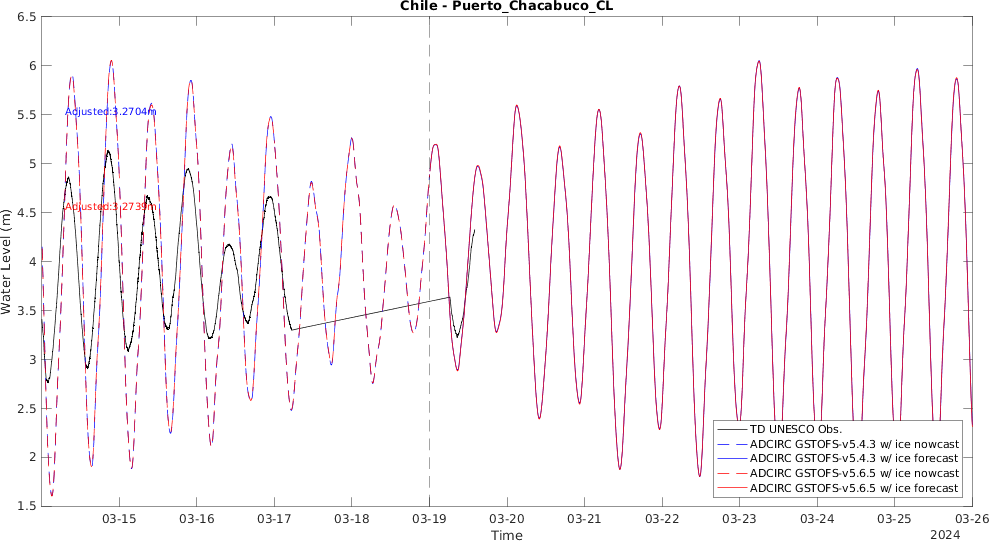 Chile - Puerto_Chacabuco_CL
6.5
6
5.5
5
4.5
4
3.5
3
2.5
2
1.5
Water Level (m)
Adjusted:3.2704m
Adjusted:3.2739m
TD UNESCO Obs.
ADCIRC GSTOFS-v5.4.3 w/ ice nowcast
ADCIRC GSTOFS-v5.4.3 w/ ice forecast
ADCIRC GSTOFS-v5.6.5 w/ ice nowcast
ADCIRC GSTOFS-v5.6.5 w/ ice forecast
03-15 03-16 03-17 03-18 03-19 03-20 03-21 03-22 03-23 03-24 03-25 03-26
Time
2024